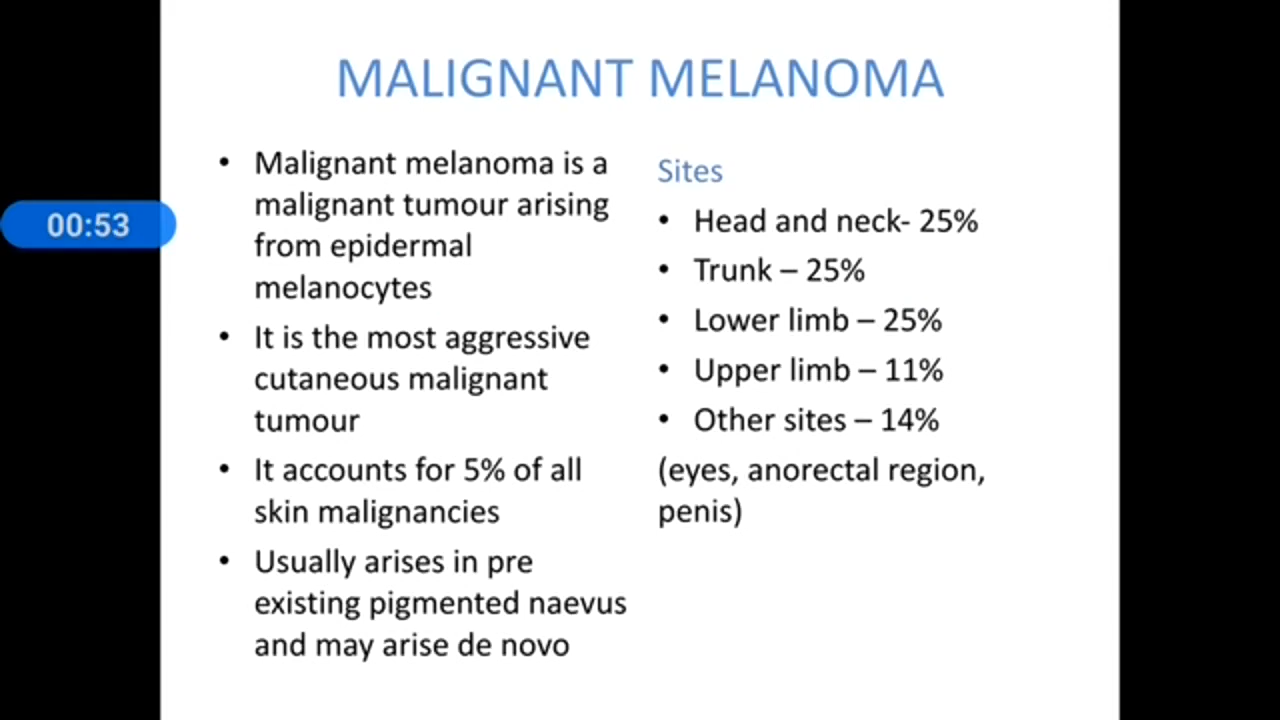 MALIGNANT MELANOMA
• Malignant melanoma is a
malignant tumour arising
from epidermal
melanocytes
• It is the most aggressive
cutaneous malignant
tumour
• It accounts for 5% of all
skin malignancies
• Usually arises in pre
existing pigmented naevus
and may arise de novo
Sites
• Head and neck- 25%
• Trunk – 25%
• Lower limb – 25%
• Upper limb – 11%
• Other sites – 14%
(eyes, anorectal region,
penis)
00:53